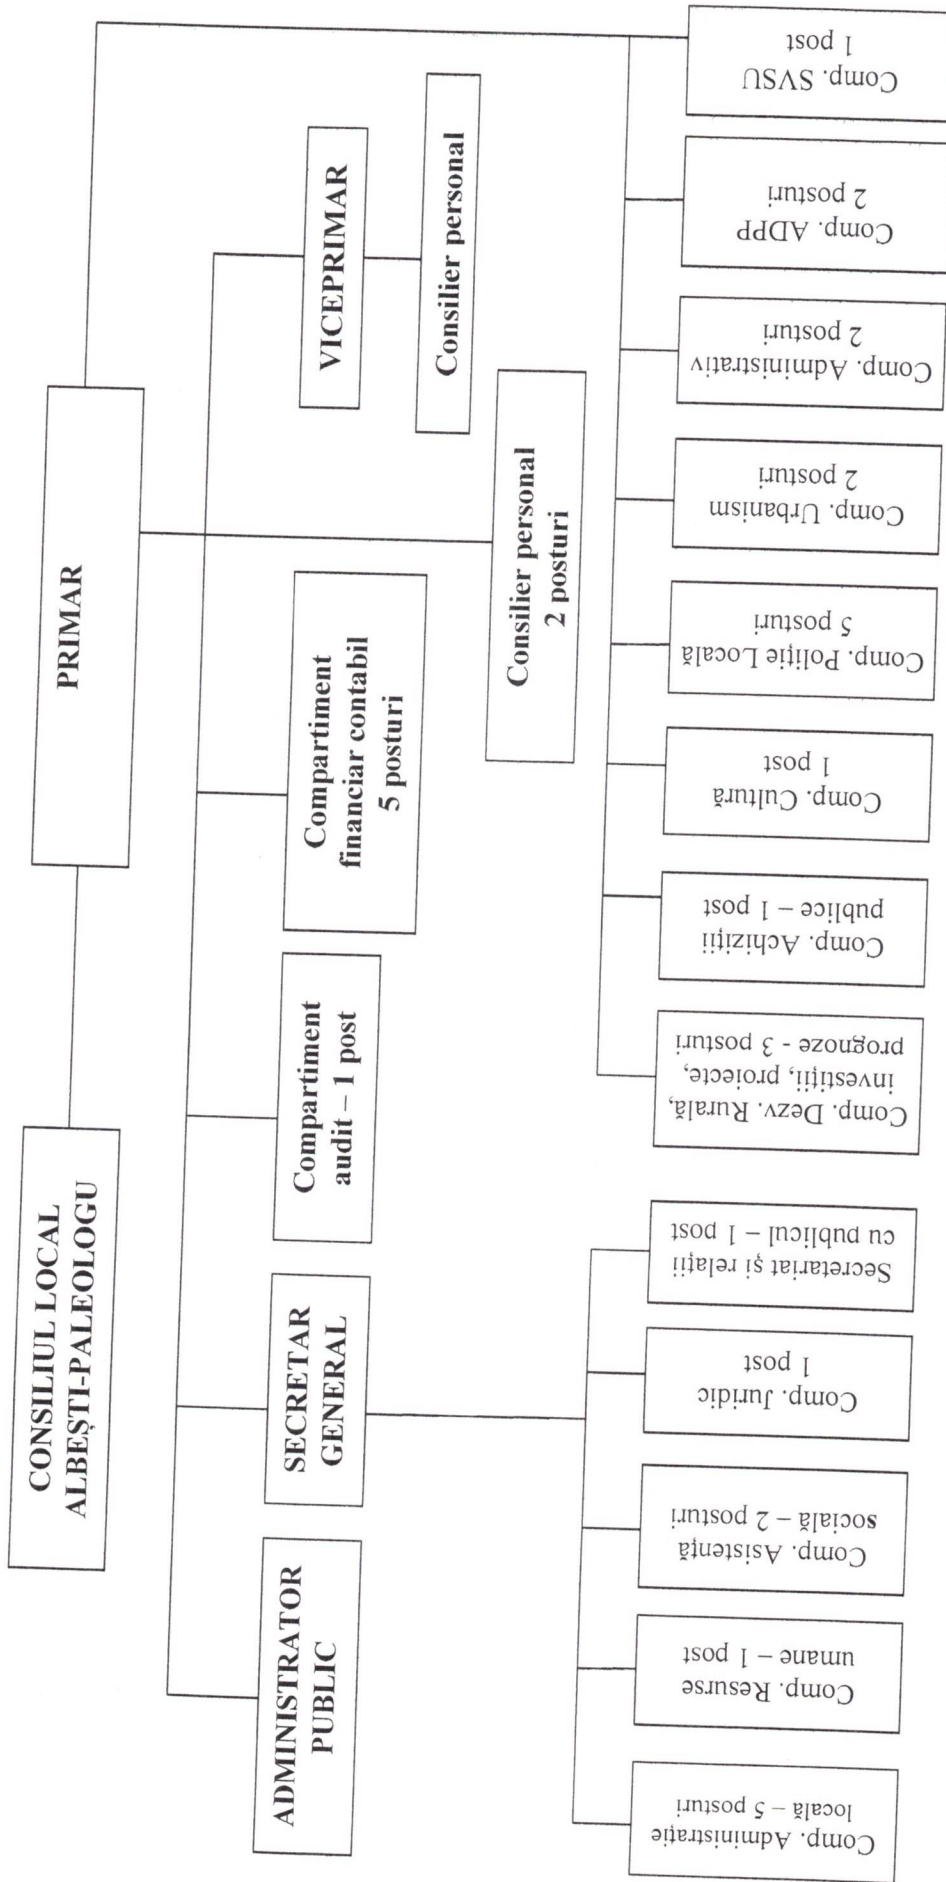 CONSILIUL LOCAL
ALBEȘTI-PALEOLOGU
PRIMAR
ADMINISTRATOR
PUBLIC
SECRETAR
GENERAL
Compartiment
audit – 1 post
Compartiment
financiar contabil
5 posturi
VICEPRIMAR
Consilier personal
Consilier personal
2 posturi
Comp. Administrație
locală – 5 posturi
Comp. Resurse
umane – 1 post
Comp. Asistență
socială – 2 posturi
Comp. Juridic
1 post
Secretariat și relații
cu publicul – 1 post
Comp. Dezv. Rurală,
investiții, proiecte,
prognoze - 3 posturi
Comp. Achiziții
publice – 1 post
Comp. Cultură
1 post
Comp. Poliție Locală
5 posturi
Comp. Urbanism
2 posturi
Comp. Administrativ
2 posturi
Comp. ADPP
2 posturi
Comp. SVSU
1 post